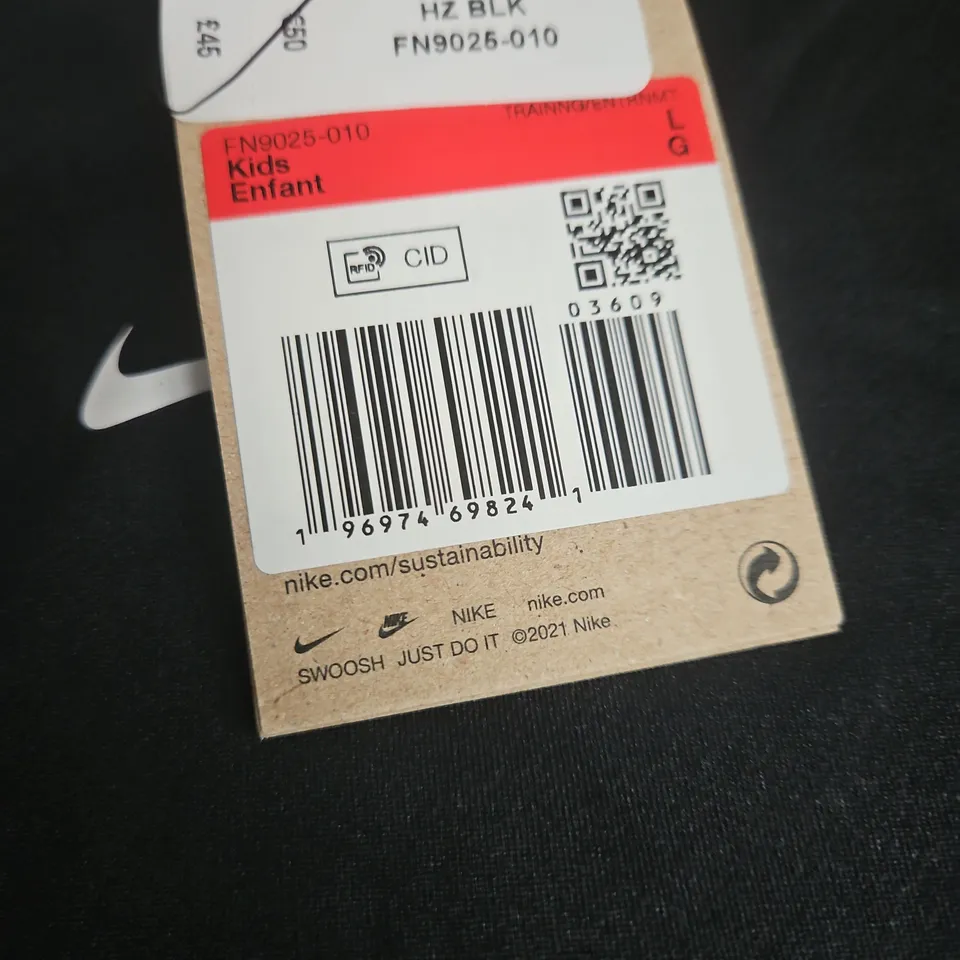 £50
£45
HZ BLK
FN9025-010
TRAINNG/ENTRNMT
FN9025-010
L
G
Kids
Enfant
RFID CID
03609
1 96974 69824 1
nike.com/sustainability
NIKE NIKE nike.com
SWOOSH JUST DO IT ©2021 Nike